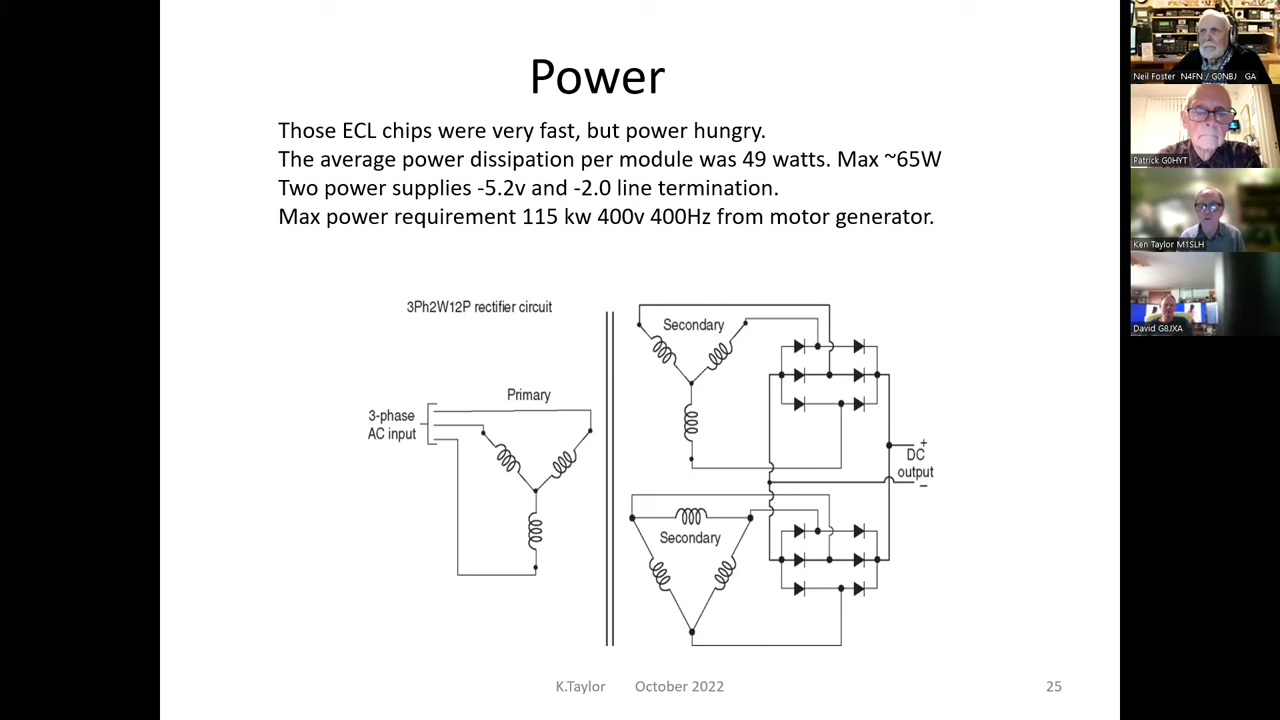 Power
Those ECL chips were very fast, but power hungry.
The average power dissipation per module was 49 watts. Max ~65W
Two power supplies -5.2v and -2.0 line termination.
Max power requirement 115 kw 400v 400Hz from motor generator.
3Ph2W12P rectifier circuit
Secondary
Primary
3-phase
AC input
+
DC
output
−
Secondary
K.Taylor October 2022
25
Neil Foster N4FN / G0NBJ GA
Patrick G0HYT
Ken Taylor M1SLH
David G8JXA